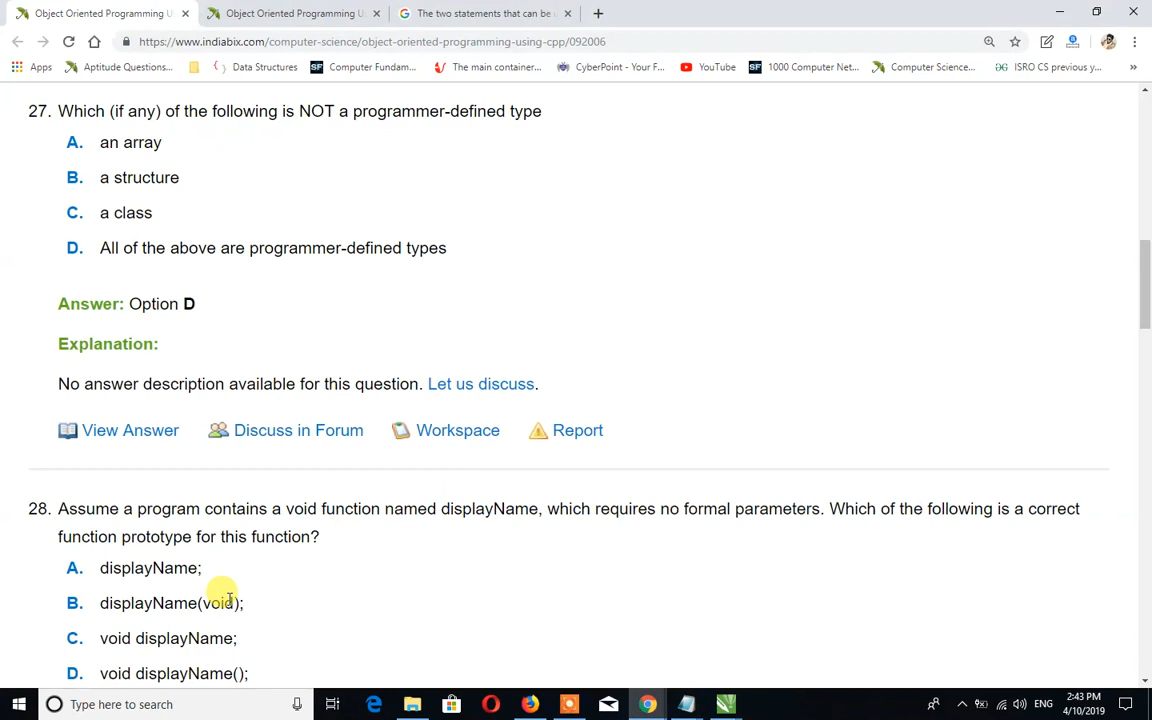 Object Oriented Programming U
Object Oriented Programming U
The two statements that can be
https://www.indiabix.com/computer-science/object-oriented-programming-using-cpp/092006
Apps
Aptitude Questions...
Data Structures
Computer Fundam...
The main container...
CyberPoint - Your F...
YouTube
1000 Computer Net...
Computer Science...
ISRO CS previous y...
27. Which (if any) of the following is NOT a programmer-defined type
A. an array
B. a structure
C. a class
D. All of the above are programmer-defined types
Answer: Option D
Explanation:
No answer description available for this question. Let us discuss.
View Answer Discuss in Forum Workspace Report
28. Assume a program contains a void function named displayName, which requires no formal parameters. Which of the following is a correct
function prototype for this function?
A. displayName;
B. displayName(void);
C. void displayName;
D. void displayName();
Type here to search
ENG
2:43 PM
4/10/2019